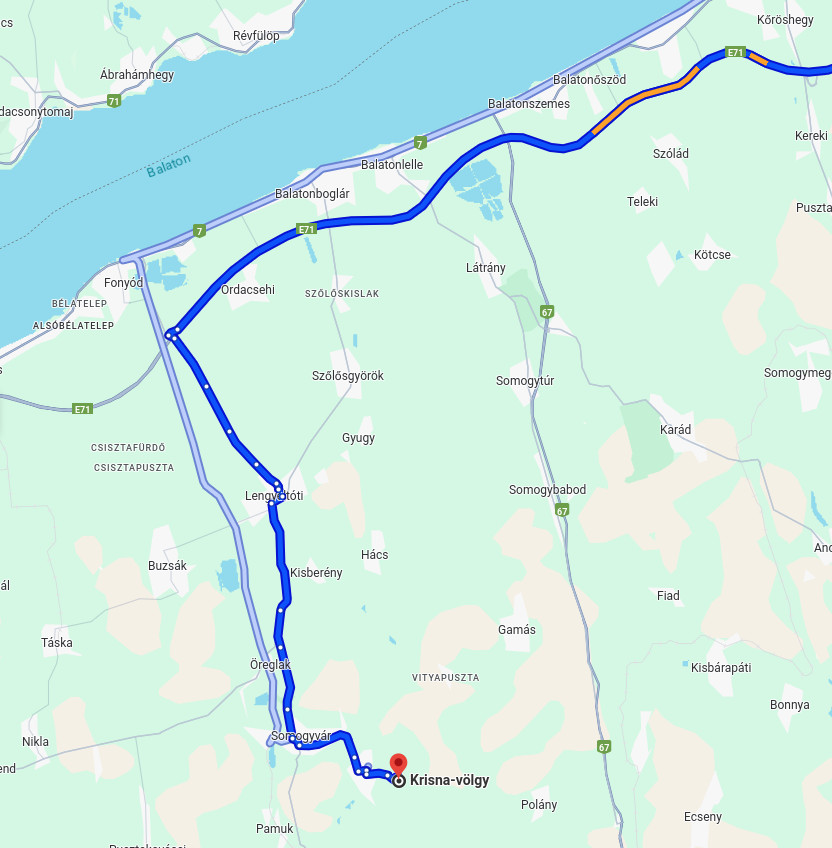 cs
Révfülöp
Kőröshegy
Ábrahámhegy
E71
71
Balatonőszöd
dacsonytomaj
Balatonszemes
Kereki
7
Balaton
Balatonlelle
Szólád
Balatonboglár
Teleki
Puszta
7
E71
Kötcse
Látrány
Fonyód
Ordacsehi
SZŐLŐSKISLAK
BÉLATELEP
67
ALSÓBÉLATELEP
s
Szőlősgyörök
Somogytúr
Somogymeg
E71
Gyugy
Karád
CSISZTAFÜRDŐ
CSISZTAPUSZTA
Somogybabod
67
Buzsák
Hács
Kisberény
ál
Fiad
Gamás
Táska
Öreglak
Kisbárapáti
VITYAPUSZTA
Bonnya
Somogyvár
Nikla
67
end
Krisna-völgy
Polány
Ecseny
Pamuk